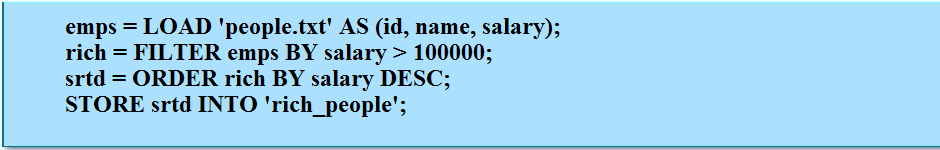 emps = LOAD 'people.txt' AS (id, name, salary);
rich = FILTER emps BY salary > 100000;
srtd = ORDER rich BY salary DESC;
STORE srtd INTO 'rich_people';